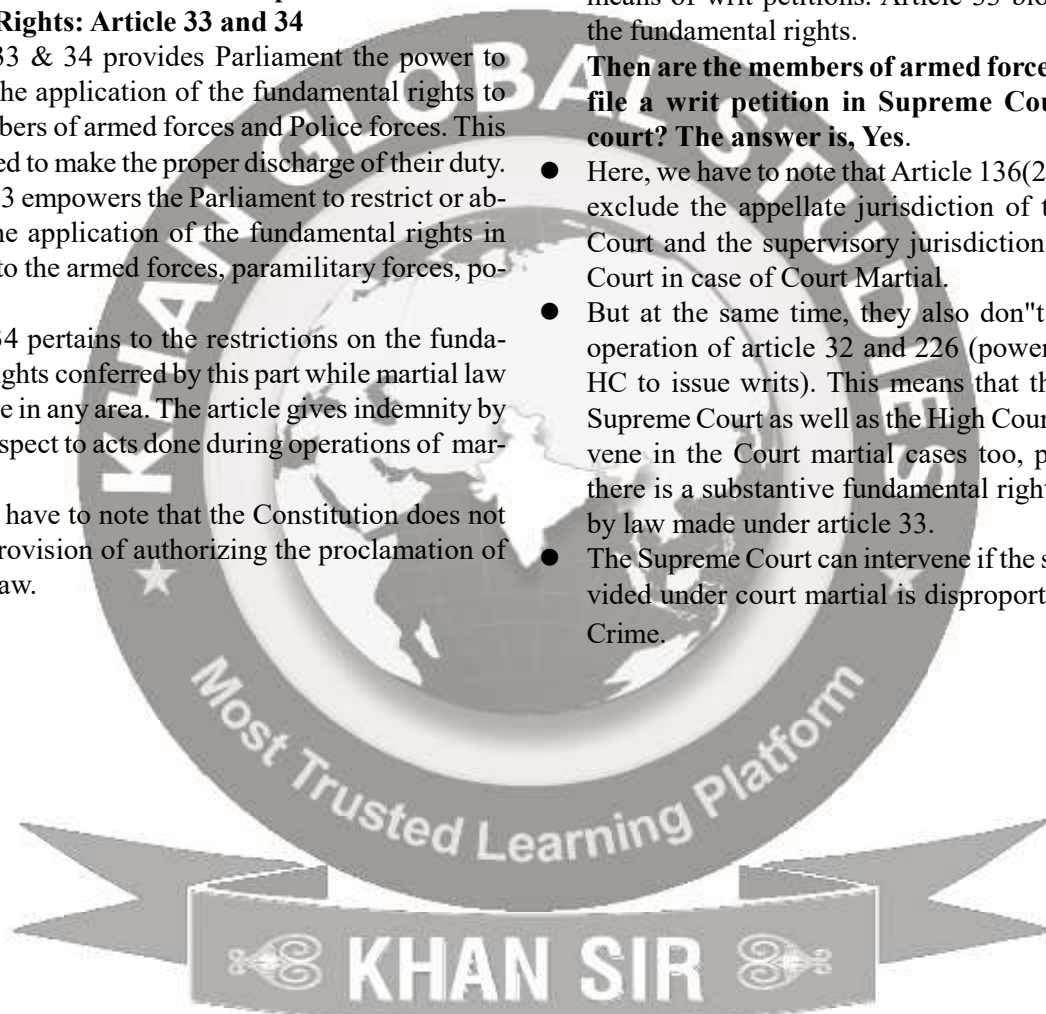 Rights: Article 33 and 34
33 & 34 provides Parliament the power to
he application of the fundamental rights to
bers of armed forces and Police forces. This
ed to make the proper discharge of their duty.
3 empowers the Parliament to restrict or ab-
he application of the fundamental rights in
to the armed forces, paramilitary forces, po-
34 pertains to the restrictions on the funda-
ghts conferred by this part while martial law
e in any area. The article gives indemnity by
spect to acts done during operations of mar-
have to note that the Constitution does not
rovision of authorizing the proclamation of
aw.
means of writ petitions. Article 33 blo
the fundamental rights.
Then are the members of armed force
file a writ petition in Supreme Cou
court? The answer is, Yes.
● Here, we have to note that Article 136(2
exclude the appellate jurisdiction of t
Court and the supervisory jurisdiction
Court in case of Court Martial.
● But at the same time, they also don"t
operation of article 32 and 226 (power
HC to issue writs). This means that th
Supreme Court as well as the High Cour
vene in the Court martial cases too, p
there is a substantive fundamental right
by law made under article 33.
● The Supreme Court can intervene if the s
vided under court martial is disproport
Crime.
KHAN GLOBAL STUDIES
Most Trusted Learning Platform
KHAN SIR